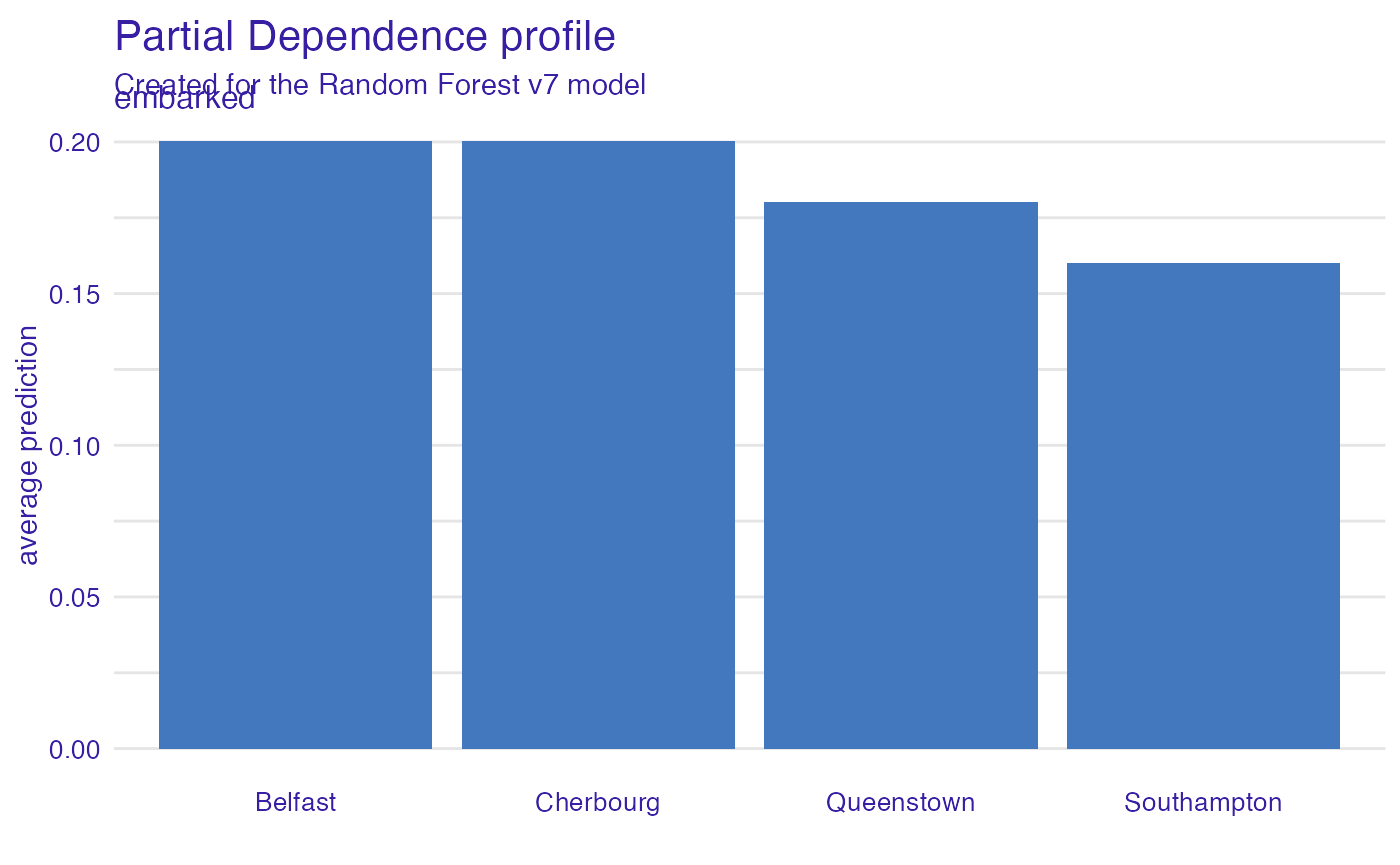 Partial Dependence profile
Created for the Random Forest v7 model
embarked
0.20
0.15
0.10
0.05
0.00
average prediction
Belfast Cherbourg Queenstown Southampton